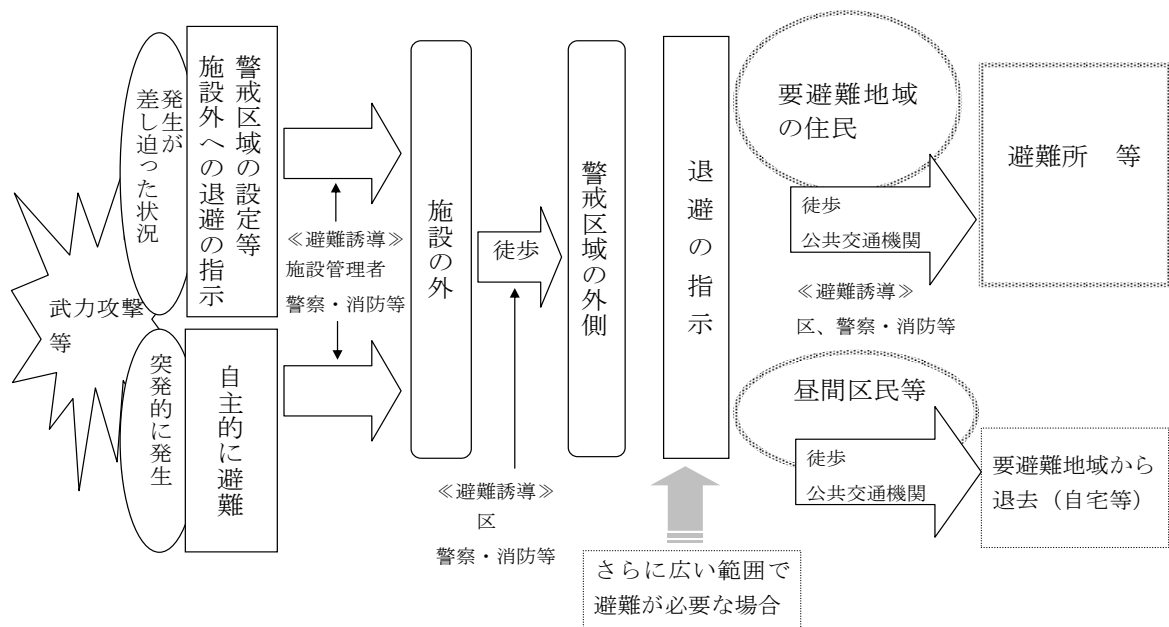 武力攻撃
等
発生が
差し迫った状況
警戒区域の設定等
施設外への退避の指示
突発的に発生
自主的に避難
≪避難誘導≫
施設管理者
警察・消防等
施設の外
徒歩
≪避難誘導≫
区
警察・消防等
警戒区域の外側
退避の指示
さらに広い範囲で
避難が必要な場合
要避難地域
の住民
徒歩
公共交通機関
≪避難誘導≫
区、警察・消防等
避難所　等
昼間区民等
徒歩
公共交通機関
要避難地域から
退去（自宅等）